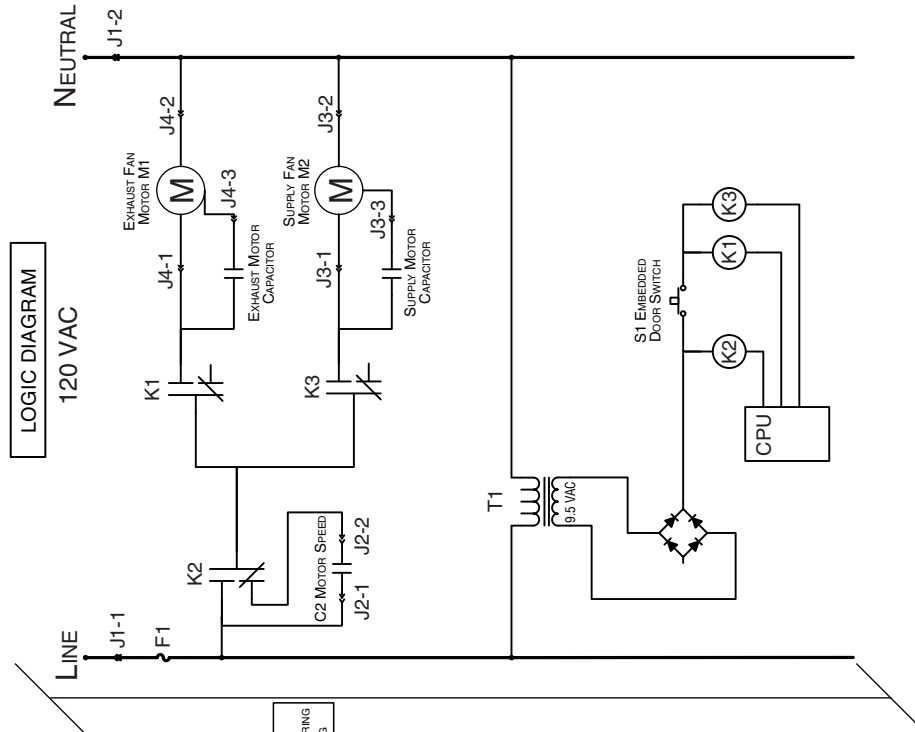 LOGIC DIAGRAM
120 VAC
LINE
NEUTRAL
J1-1
F1
J1-2
K2
C2 MOTOR SPEED
J2-1
J2-2
K1
J4-1
EXHAUST FAN
MOTOR M1
M
J4-2
J4-3
EXHAUST MOTOR
CAPACITOR
K3
J3-1
SUPPLY FAN
MOTOR M2
M
J3-2
J3-3
SUPPLY MOTOR
CAPACITOR
T1
9.5 VAC
S1 EMBEDDED
DOOR SWITCH
K2
K1
K3
CPU